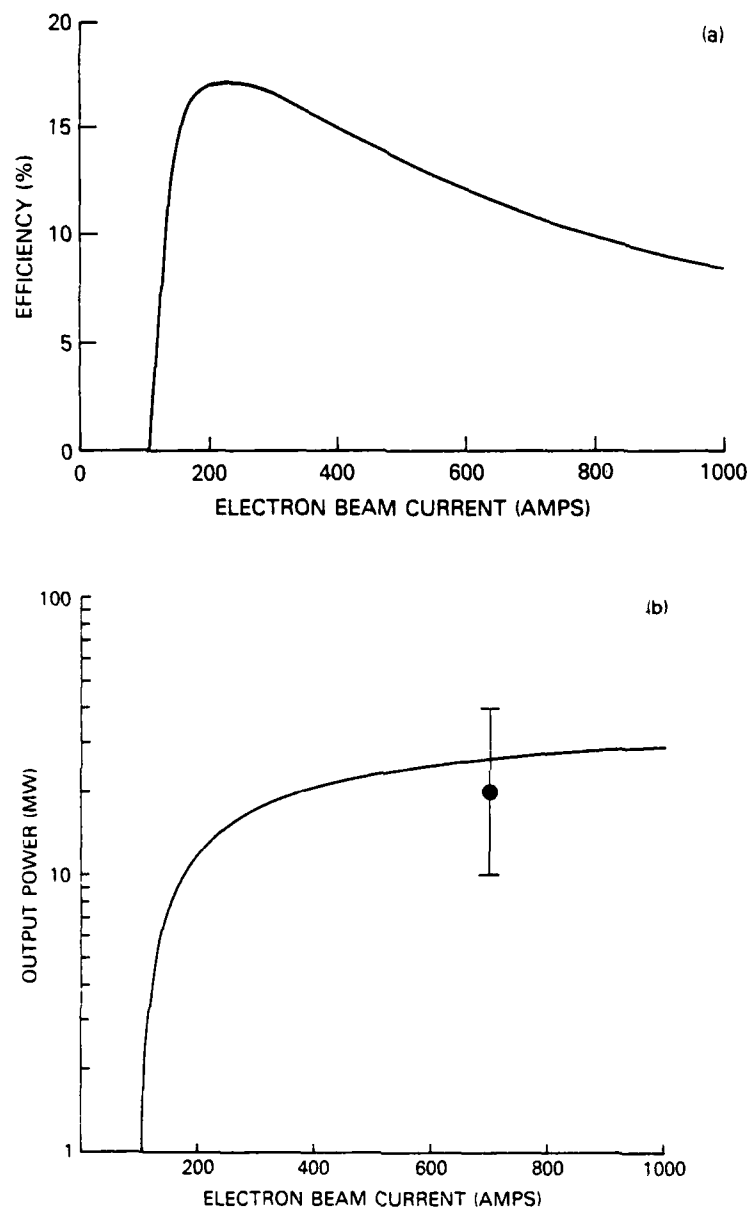 (a)
20
15
10
5
0
EFFICIENCY (%)
0 200 400 600 800 1000
ELECTRON BEAM CURRENT (AMPS)
(b)
100
10
1
OUTPUT POWER (MW)
200 400 600 800 1000
ELECTRON BEAM CURRENT (AMPS)